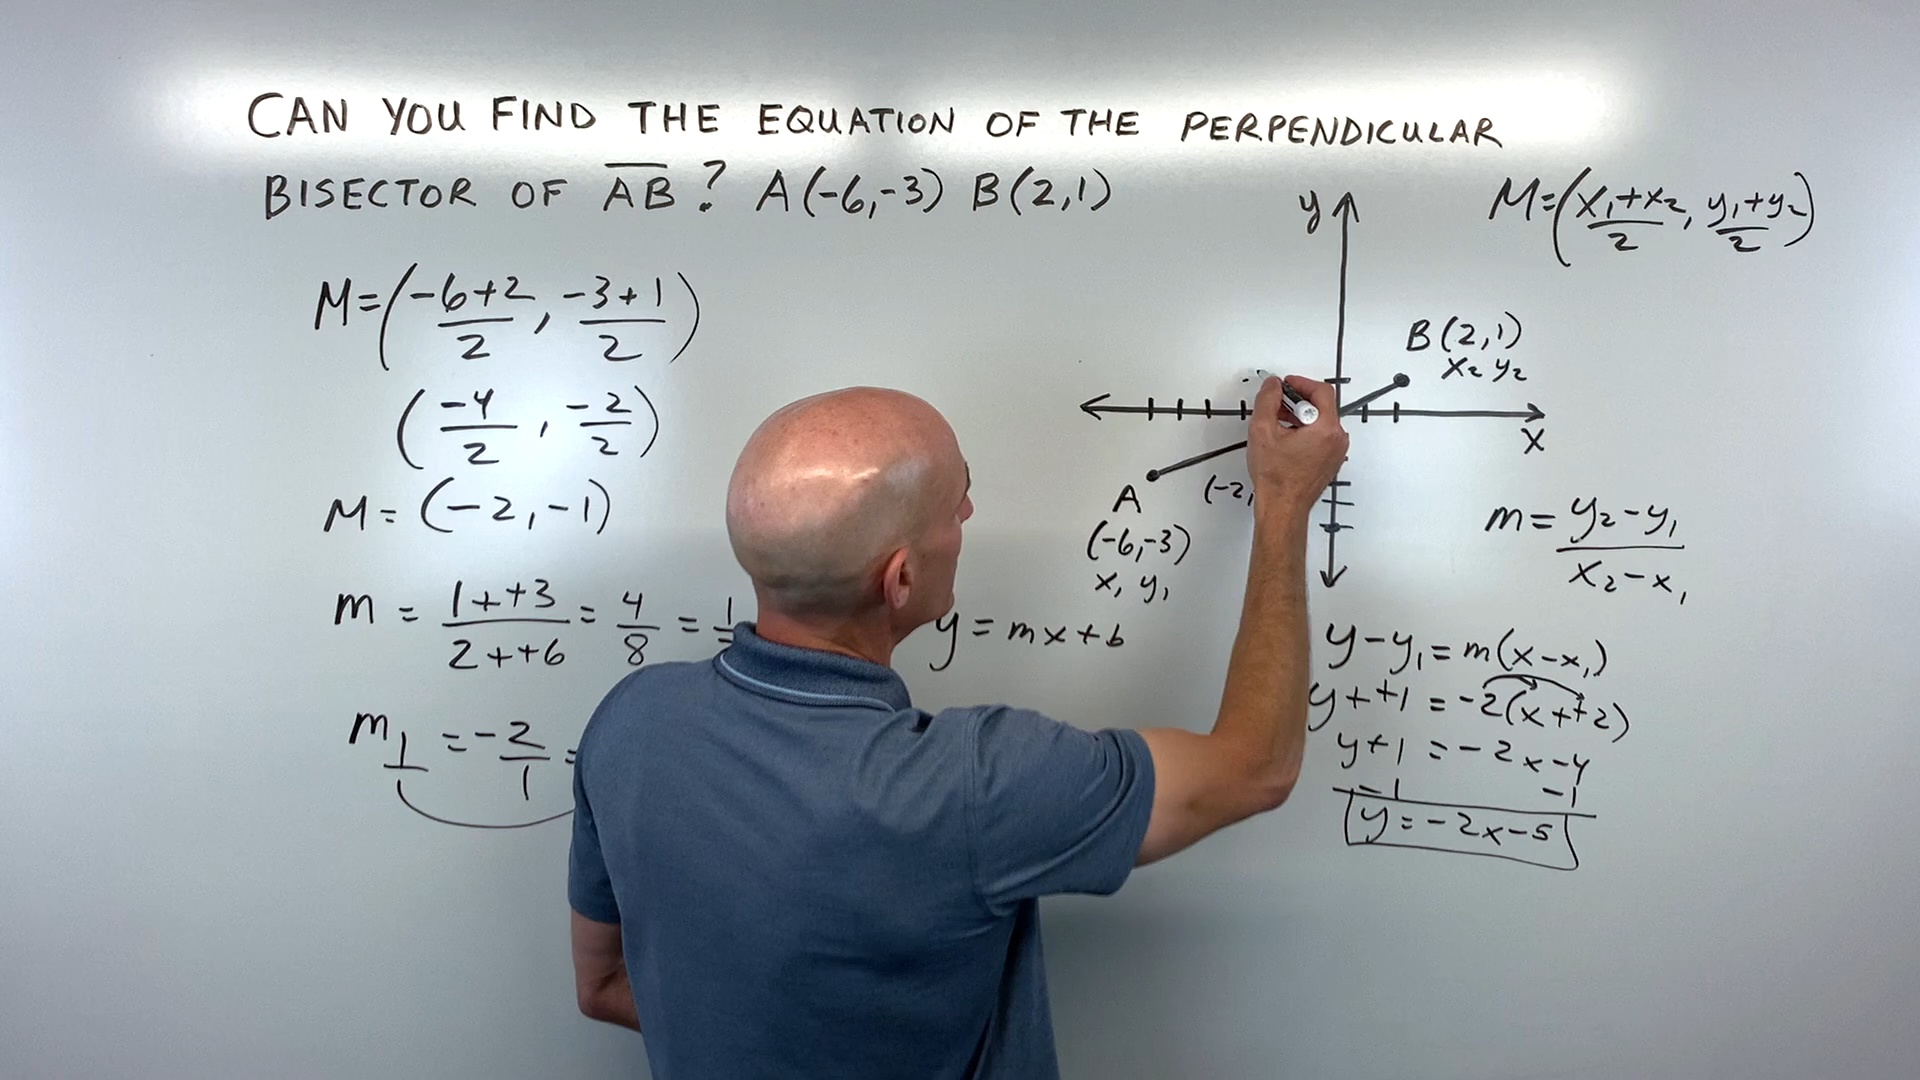 CAN YOU FIND THE EQUATION OF THE PERPENDICULAR
BISECTOR OF AB? A(-6,-3) B(2,1)
M=(-6+2/2, -3+1/2)
(-4/2, -2/2)
M=(-2,-1)
m = 1++3/2++6 = 4/8 = 1
m⊥ = -2/1 =
y = mx+b
y
x
B(2,1)
x₂ y₂
A
(-6,-3)
x₁ y₁
(-2,
M=(x₁+x₂/2, y₁+y₂/2)
m = y₂-y₁/x₂-x₁
y-y₁=m(x-x₁)
y++1 = -2(x++2)
y+1 = -2x-4
-1 -1
y=-2x-5